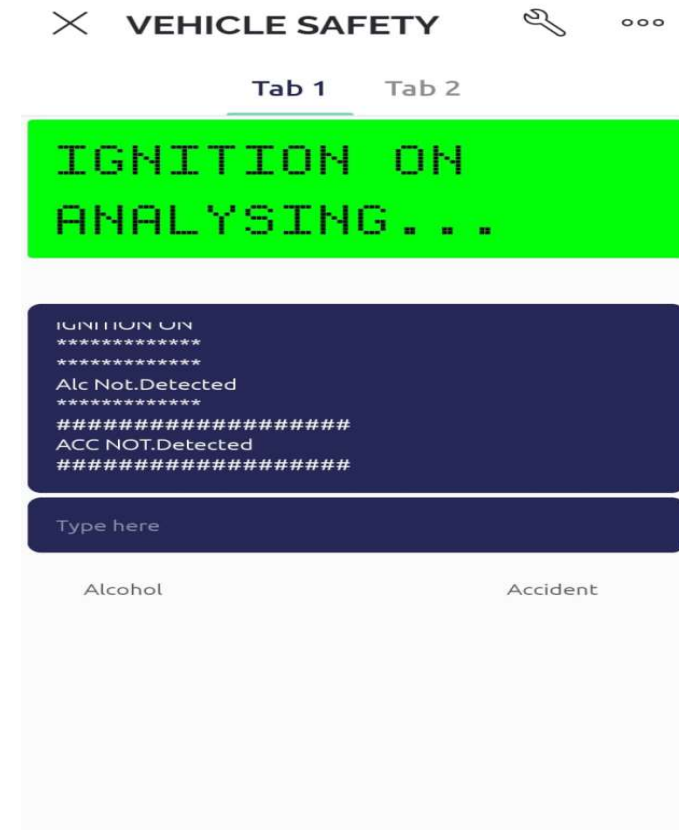 VEHICLE SAFETY
Tab 1 Tab 2
IGNITION ON
ANALYSING...
IGNITION ON
*************
*************
Alc Not.Detected
*************
###################
ACC NOT.Detected
###################
Type here
Alcohol Accident